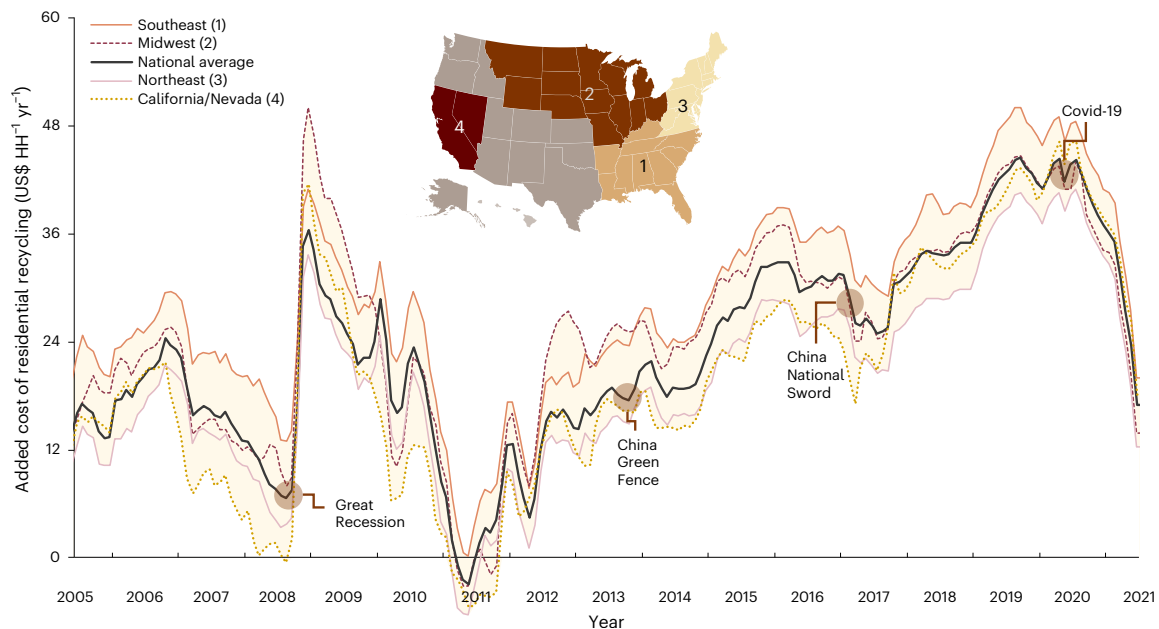 60
48
36
24
12
0
Added cost of residential recycling (US$ HH⁻¹ yr⁻¹)
Southeast (1)
Midwest (2)
National average
Northeast (3)
California/Nevada (4)
2
3
4
1
Covid-19
China
National
Sword
China
Green
Fence
Great
Recession
2005 2006 2007 2008 2009 2010 2011 2012 2013 2014 2015 2016 2017 2018 2019 2020 2021
Year